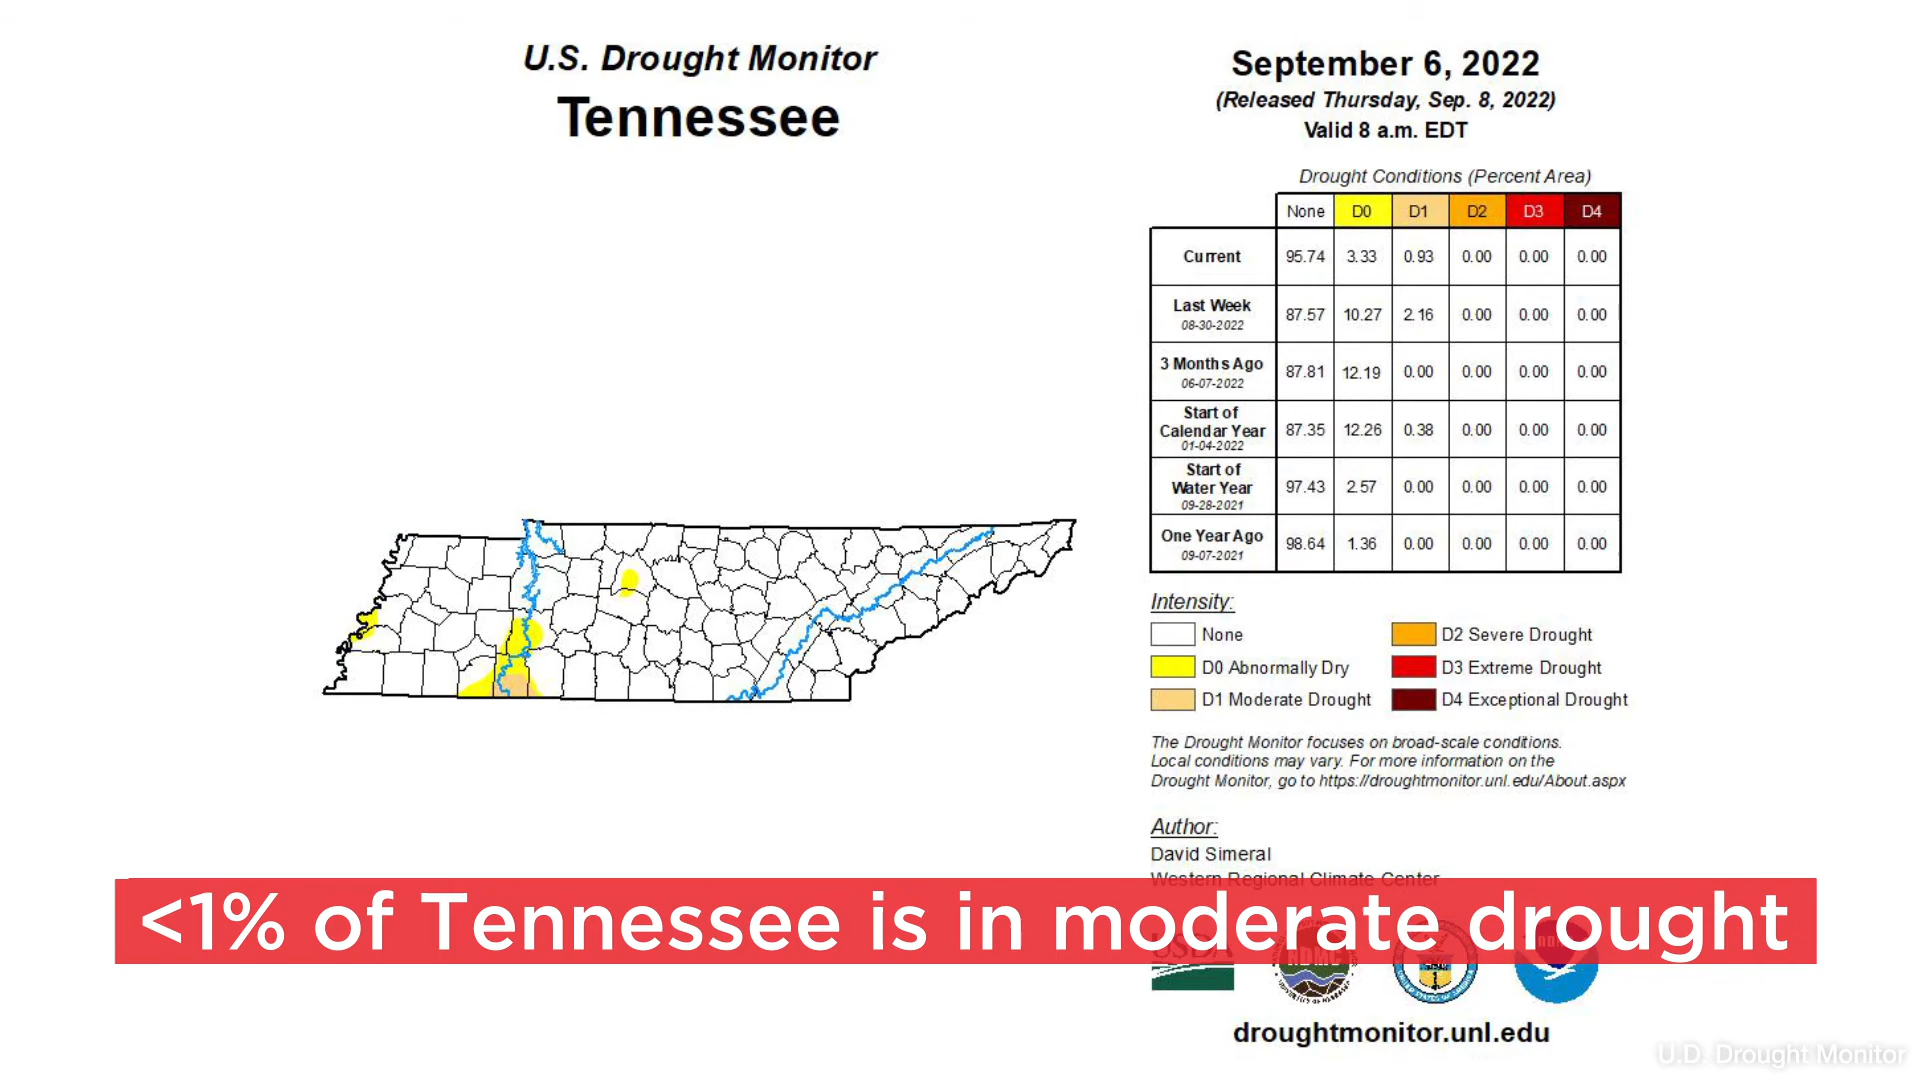 U.S. Drought Monitor
Tennessee
September 6, 2022
(Released Thursday, Sep. 8, 2022)
Valid 8 a.m. EDT
Drought Conditions (Percent Area)
None D0 D1 D2 D3 D4
Current 95.74 3.33 0.93 0.00 0.00 0.00
Last Week
08-30-2022
87.57 10.27 2.16 0.00 0.00 0.00
3 Months Ago
06-07-2022
87.81 12.19 0.00 0.00 0.00 0.00
Start of
Calendar Year
01-04-2022
87.35 12.26 0.38 0.00 0.00 0.00
Start of
Water Year
09-28-2021
97.43 2.57 0.00 0.00 0.00 0.00
One Year Ago
09-07-2021
98.64 1.36 0.00 0.00 0.00 0.00
Intensity:
None
D0 Abnormally Dry
D1 Moderate Drought
D2 Severe Drought
D3 Extreme Drought
D4 Exceptional Drought
The Drought Monitor focuses on broad-scale conditions.
Local conditions may vary. For more information on the
Drought Monitor, go to https://droughtmonitor.unl.edu/About.aspx
Author:
David Simeral
Western Regional Climate Center
<1% of Tennessee is in moderate drought
USDA
NDMC
droughtmonitor.unl.edu
U.D. Drought Monitor